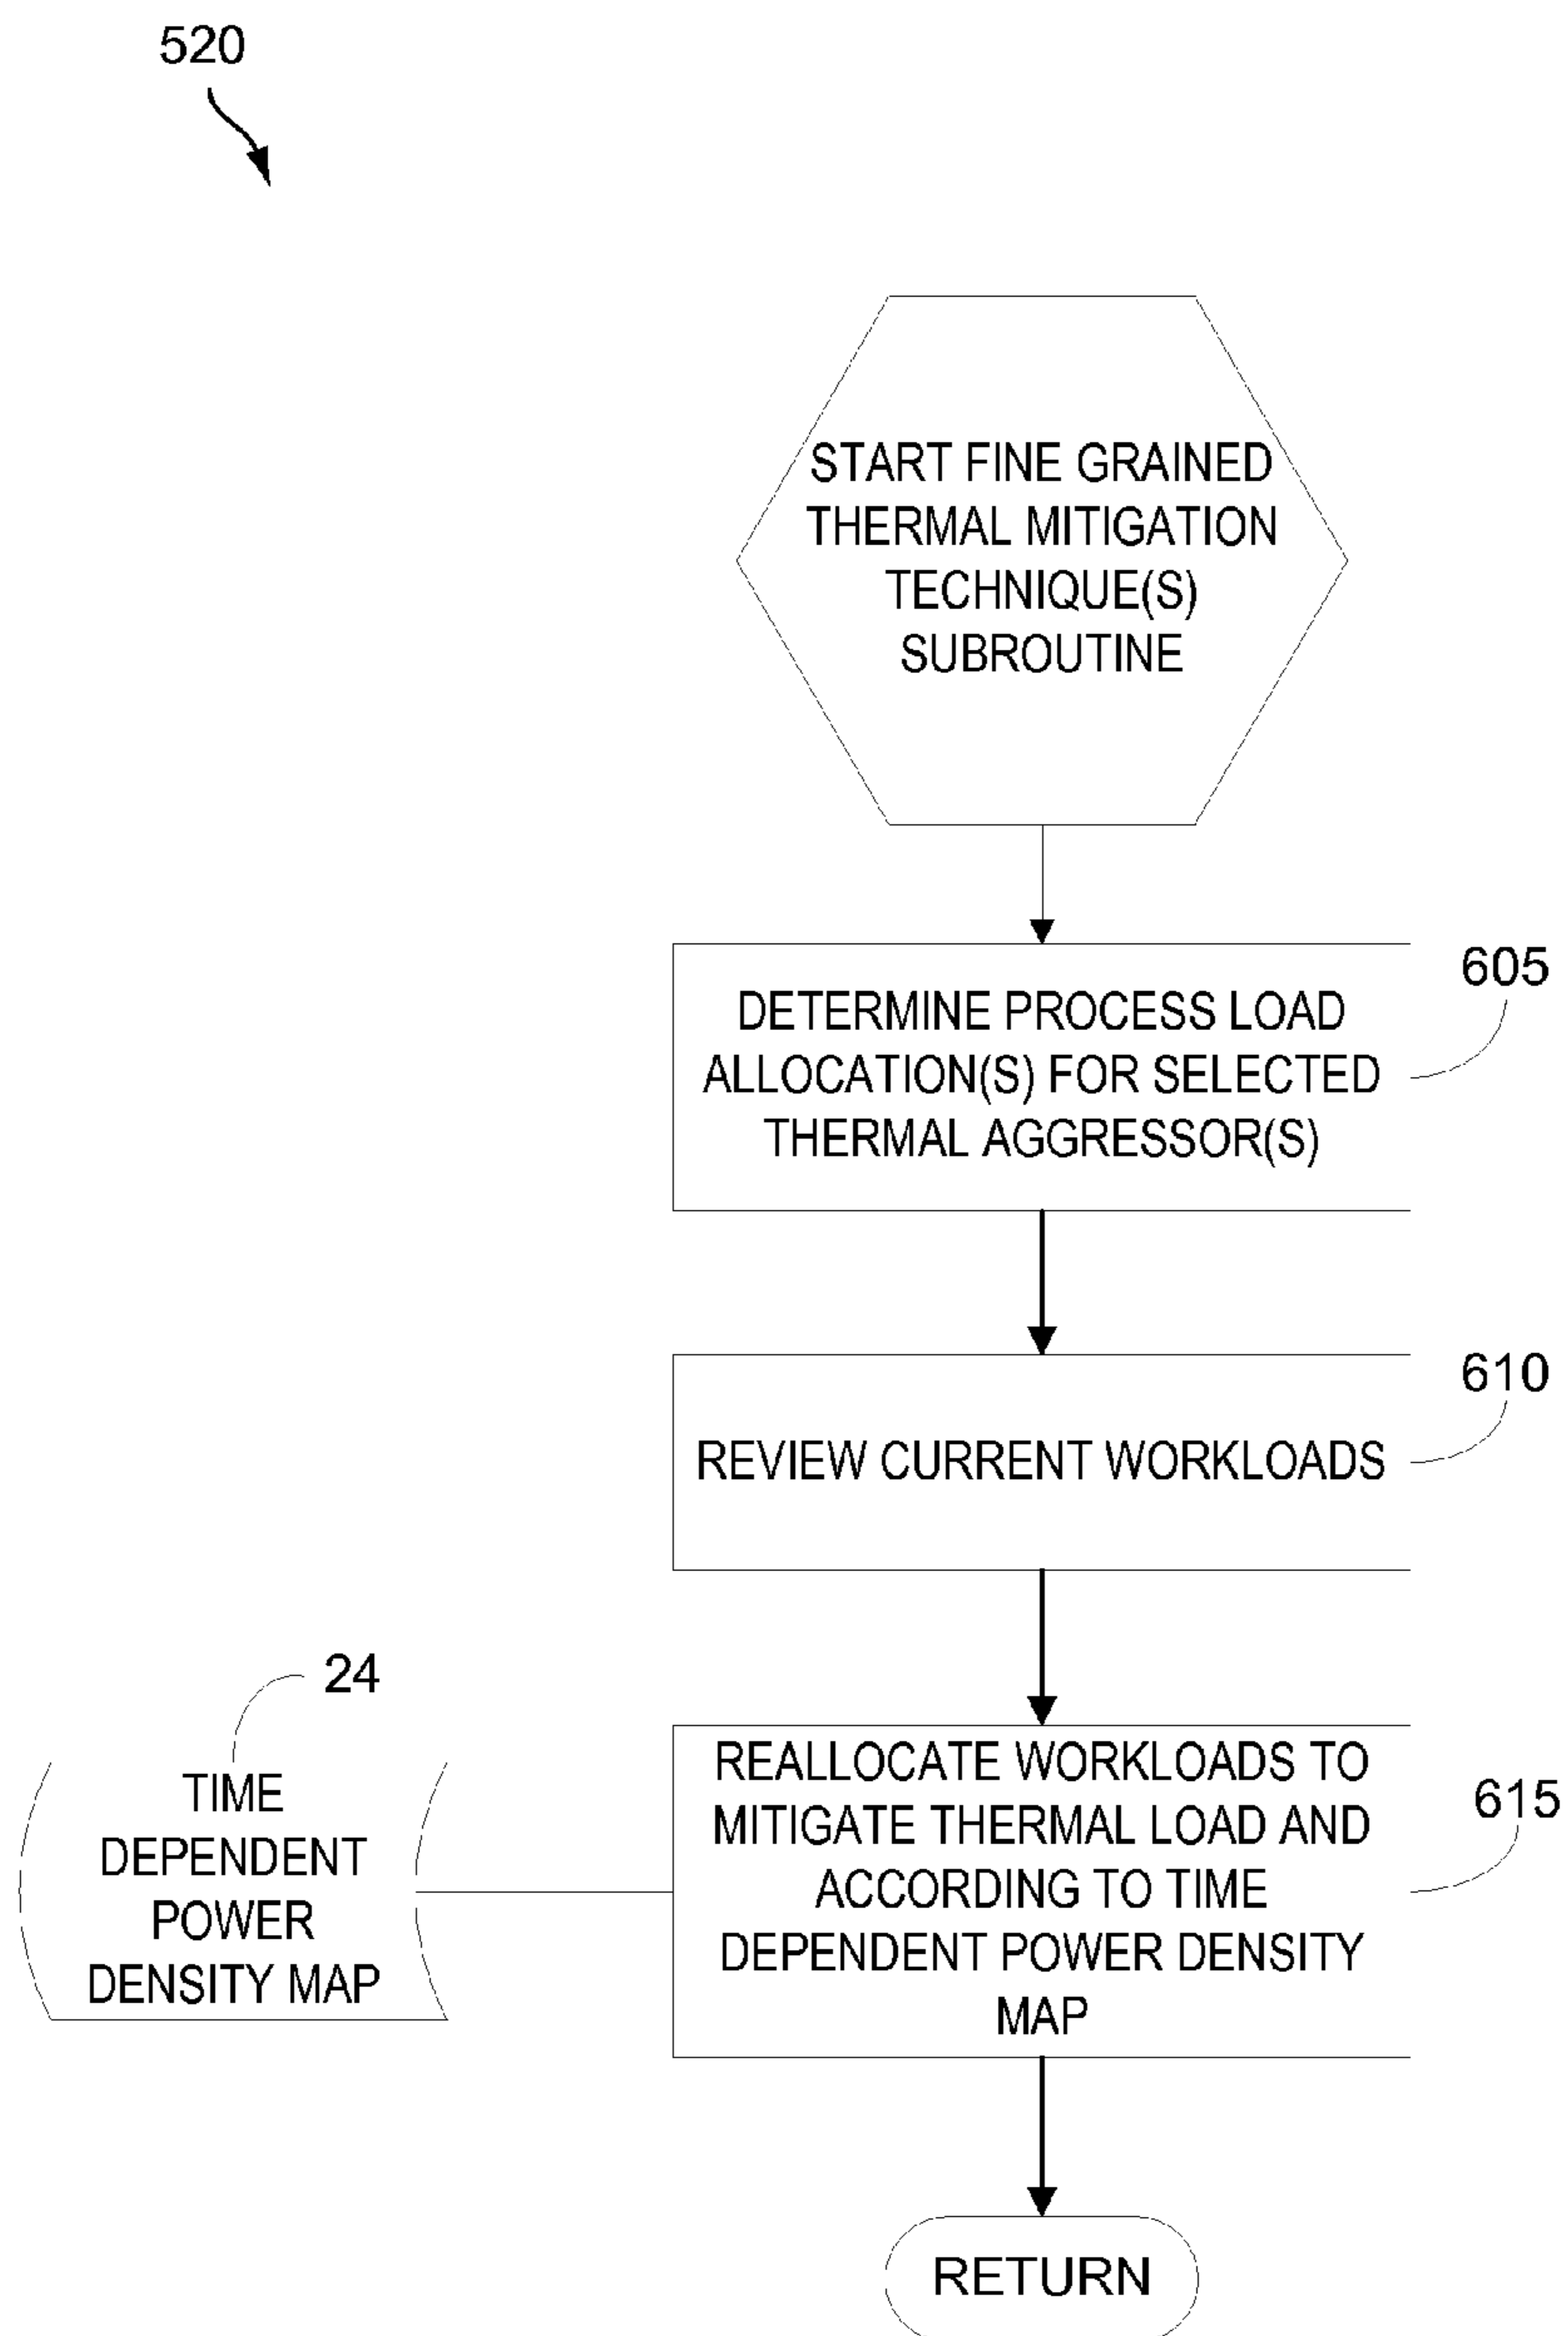 520
START FINE GRAINED
THERMAL MITIGATION
TECHNIQUE(S)
SUBROUTINE
605
DETERMINE PROCESS LOAD
ALLOCATION(S) FOR SELECTED
THERMAL AGGRESSOR(S)
610
REVIEW CURRENT WORKLOADS
24
TIME
DEPENDENT
POWER
DENSITY MAP
REALLOCATE WORKLOADS TO
MITIGATE THERMAL LOAD AND
ACCORDING TO TIME
DEPENDENT POWER DENSITY
MAP
615
RETURN